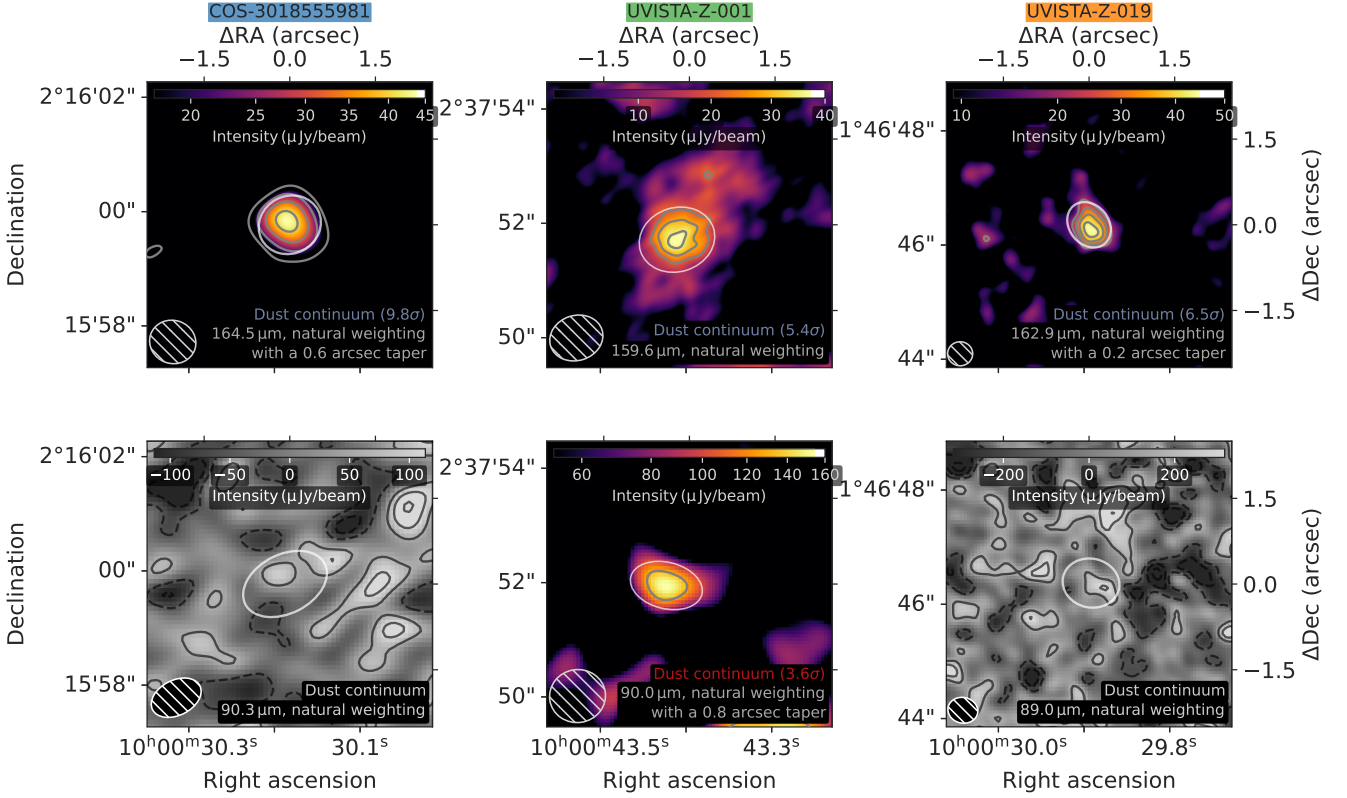 COS-3018555981
UVISTA-Z-001
UVISTA-Z-019
ΔRA (arcsec)
ΔRA (arcsec)
ΔRA (arcsec)
−1.5 0.0 1.5
−1.5 0.0 1.5
−1.5 0.0 1.5
Declination
2°16'02"
00"
15'58"
20 25 30 35 40 45
Intensity (μJy/beam)
Dust continuum (9.8σ)
164.5 μm, natural weighting
with a 0.6 arcsec taper
2°37'54"
52"
50"
10 20 30 40
Intensity (μJy/beam)
Dust continuum (5.4σ)
159.6 μm, natural weighting
1°46'48"
46"
44"
10 20 30 40 50
Intensity (μJy/beam)
Dust continuum (6.5σ)
162.9 μm, natural weighting
with a 0.2 arcsec taper
1.5
0.0
−1.5
ΔDec (arcsec)
Declination
2°16'02"
00"
15'58"
−100 −50 0 50 100
Intensity (μJy/beam)
Dust continuum
90.3 μm, natural weighting
10ʰ00ᵐ30.3ˢ 30.1ˢ
Right ascension
2°37'54"
52"
50"
60 80 100 120 140 160
Intensity (μJy/beam)
Dust continuum (3.6σ)
90.0 μm, natural weighting
with a 0.8 arcsec taper
10ʰ00ᵐ43.5ˢ 43.3ˢ
Right ascension
1°46'48"
46"
44"
−200 0 200
Intensity (μJy/beam)
Dust continuum
89.0 μm, natural weighting
10ʰ00ᵐ30.0ˢ 29.8ˢ
Right ascension
1.5
0.0
−1.5
ΔDec (arcsec)